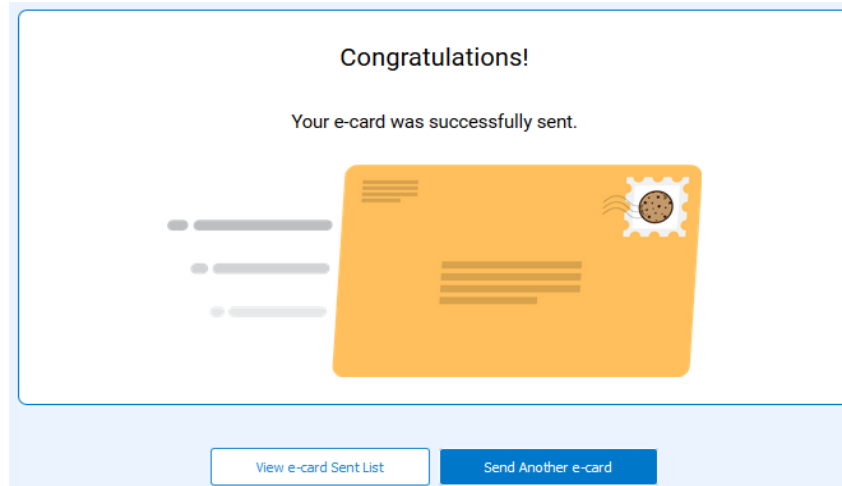 Congratulations!
Your e-card was successfully sent.
View e-card Sent List
Send Another e-card